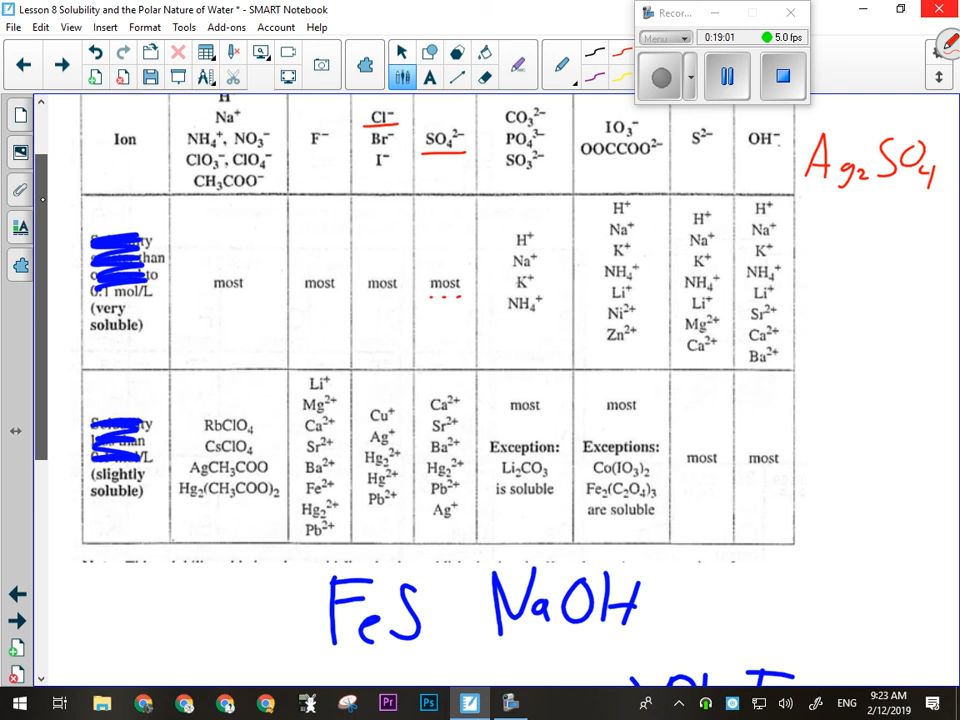 Lesson 8 Solubility and the Polar Nature of Water * - SMART Notebook
Recor...
File Edit View Insert Format Tools Add-ons Help
Menu 0:19:01 5.0 fps
Ion
H
Na⁺
NH₄⁺, NO₃⁻
ClO₃⁻, ClO₄⁻
CH₃COO⁻
F⁻
Cl⁻
Br⁻
I⁻
SO₄²⁻
CO₃²⁻
PO₄³⁻
SO₃²⁻
IO₃⁻
OOCCOO²⁻
S²⁻
OH⁻
Ag₂SO₄
0.1 mol/L
(very
soluble)
most
most
most
most
H⁺
Na⁺
K⁺
NH₄⁺
H⁺
Na⁺
K⁺
NH₄⁺
Li⁺
Ni²⁺
Zn²⁺
H⁺
Na⁺
K⁺
NH₄⁺
Li⁺
Mg²⁺
Ca²⁺
H⁺
Na⁺
K⁺
NH₄⁺
Li⁺
Sr²⁺
Ca²⁺
Ba²⁺
(slightly
soluble)
RbClO₄
CsClO₄
AgCH₃COO
Hg₂(CH₃COO)₂
Li⁺
Mg²⁺
Ca²⁺
Sr²⁺
Ba²⁺
Fe²⁺
Hg₂²⁺
Pb²⁺
Cu⁺
Ag⁺
Hg₂²⁺
Hg²⁺
Pb²⁺
Ca²⁺
Sr²⁺
Ba²⁺
Hg₂²⁺
Pb²⁺
Ag⁺
most
Exception:
Li₂CO₃
is soluble
most
Exceptions:
Co(IO₃)₂
Fe₂(C₂O₄)₃
are soluble
most
most
FeS NaOH
ENG
9:23 AM
2/12/2019